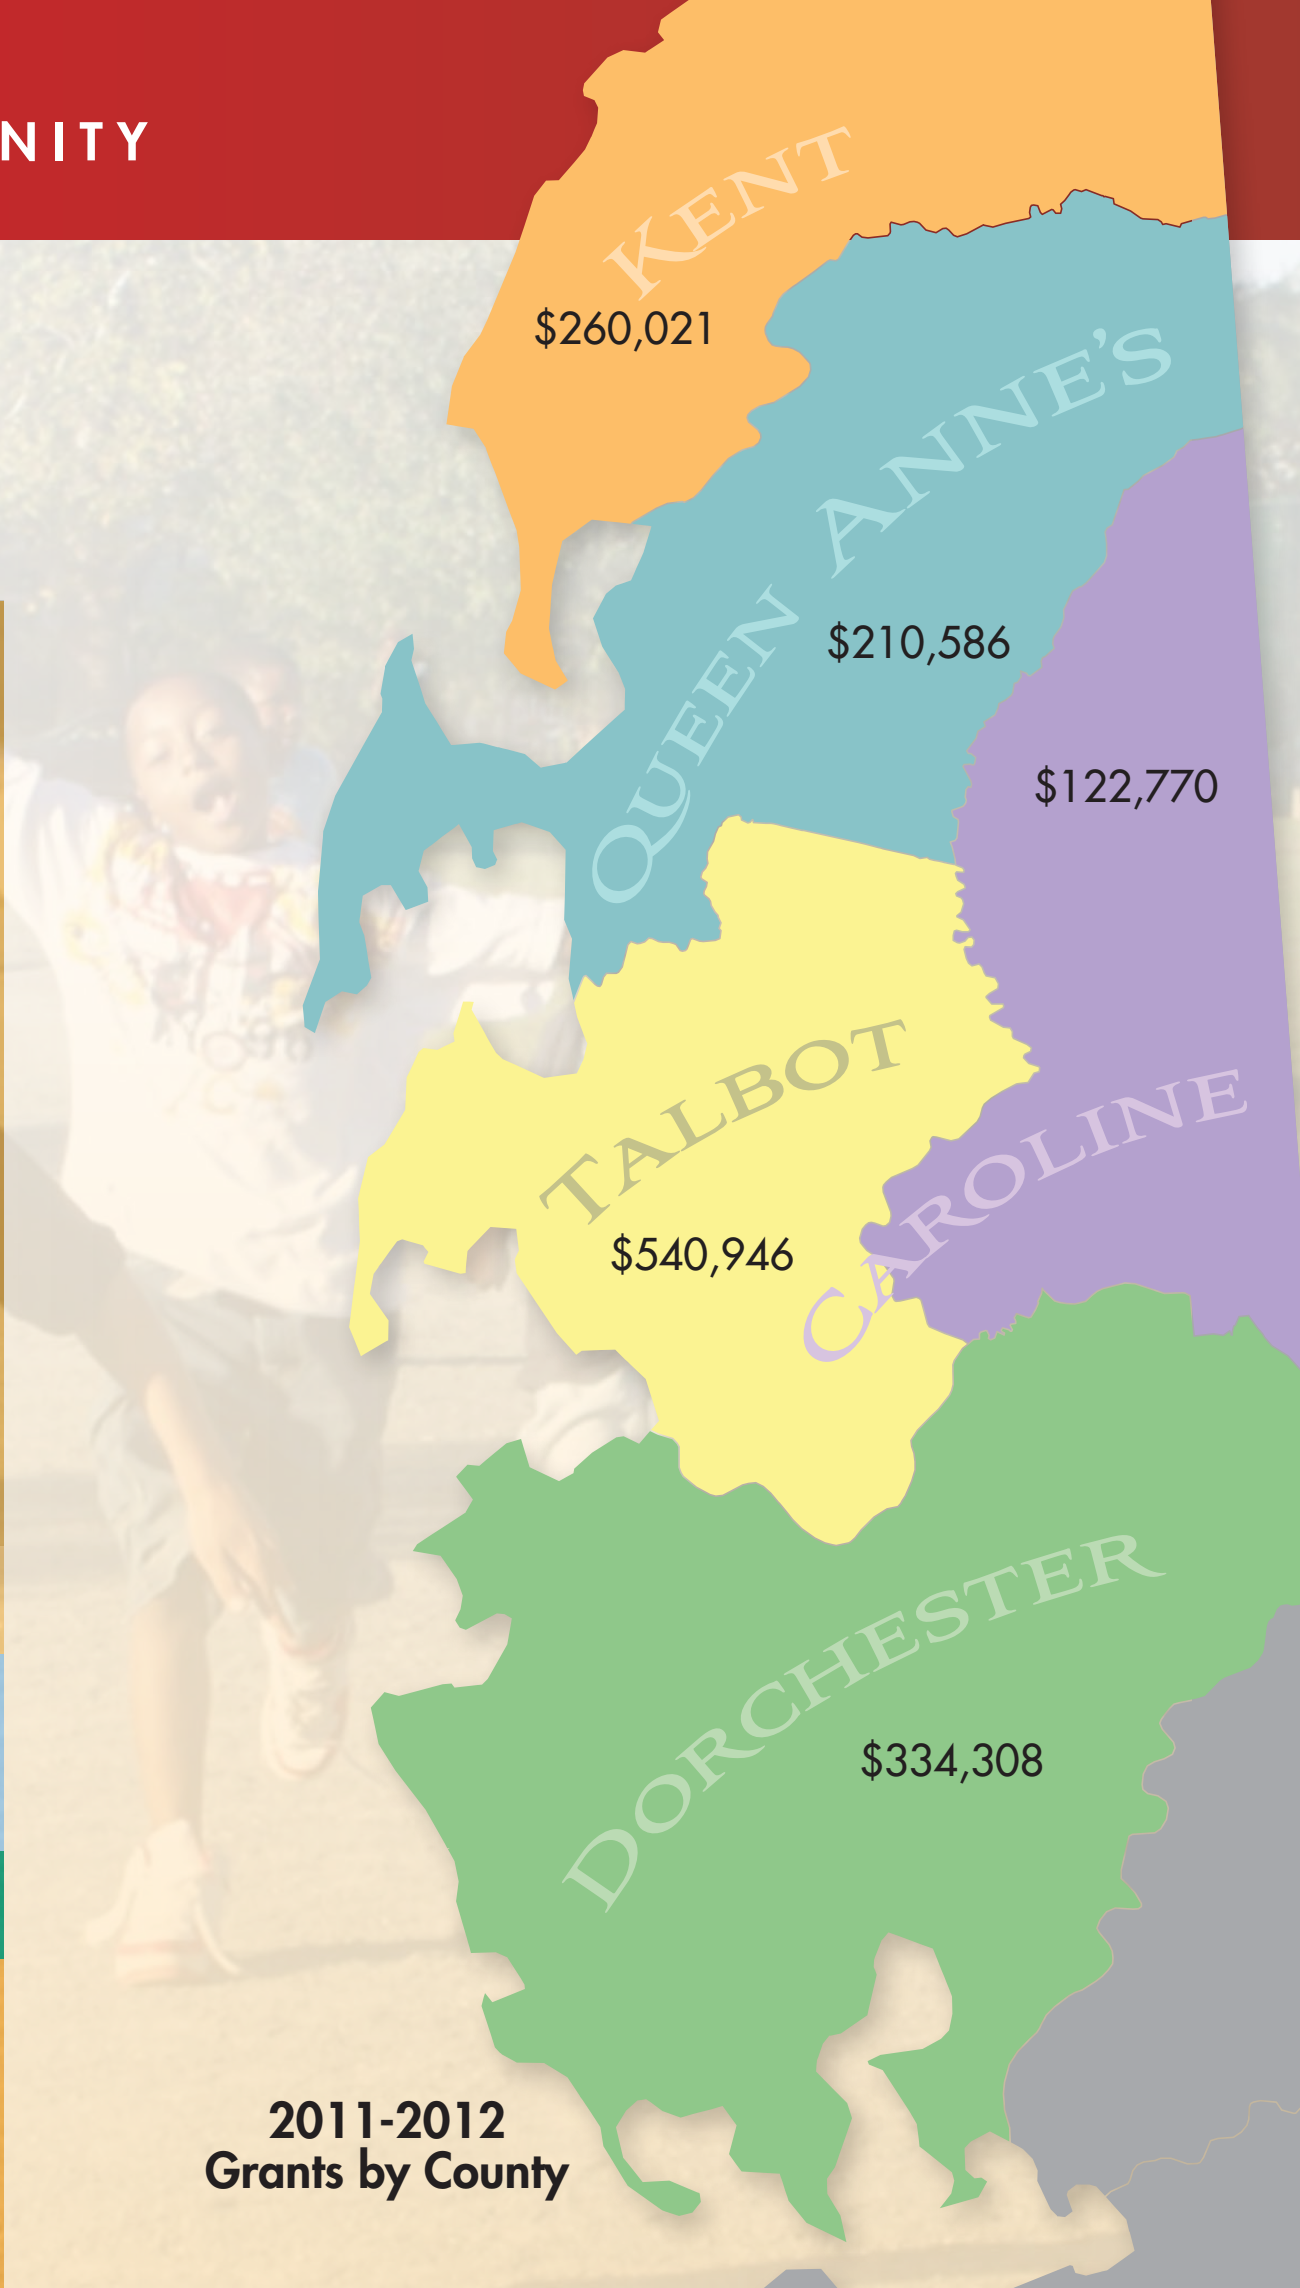 NITY
KENT
$260,021
QUEEN ANNE'S
$210,586
$122,770
TALBOT
$540,946
CAROLINE
DORCHESTER
$334,308
2011-2012
Grants by County